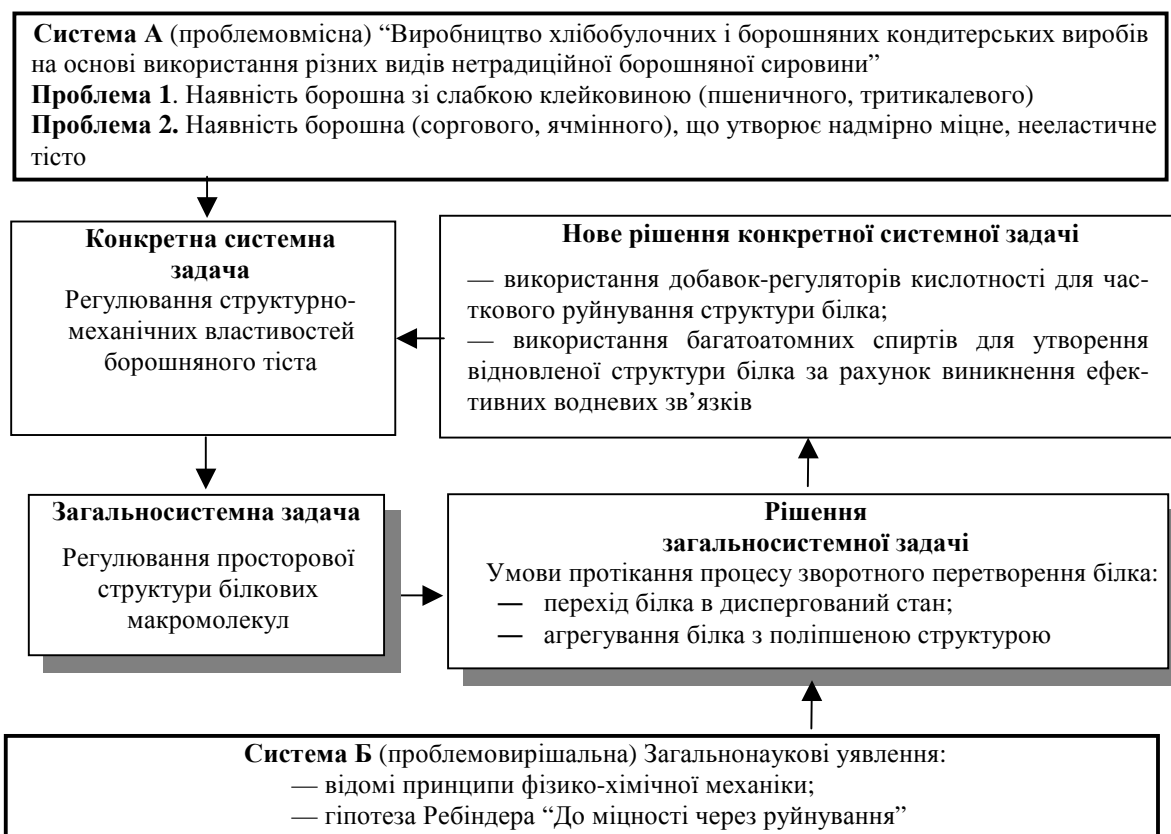 Система А (проблемовмісна) “Виробництво хлібобулочних і борошняних кондитерських виробів
на основі використання різних видів нетрадиційної борошняної сировини”
Проблема 1. Наявність борошна зі слабкою клейковиною (пшеничного, тритикалевого)
Проблема 2. Наявність борошна (соргового, ячмінного), що утворює надмірно міцне, нееластичне
тісто
Конкретна системна
задача
Регулювання структурно-
механічних властивостей
борошняного тіста
Нове рішення конкретної системної задачі
— використання добавок-регуляторів кислотності для час-
ткового руйнування структури білка;
— використання багатоатомних спиртів для утворення
відновленої структури білка за рахунок виникнення ефек-
тивних водневих зв’язків
Загальносистемна задача
Регулювання просторової
структури білкових
макромолекул
Рішення
загальносистемної задачі
Умови протікання процесу зворотного перетворення білка:
— перехід білка в диспергований стан;
— агрегування білка з поліпшеною структурою
Система Б (проблемовирішальна) Загальнонаукові уявлення:
— відомі принципи фізико-хімічної механіки;
— гіпотеза Ребіндера “До міцності через руйнування”